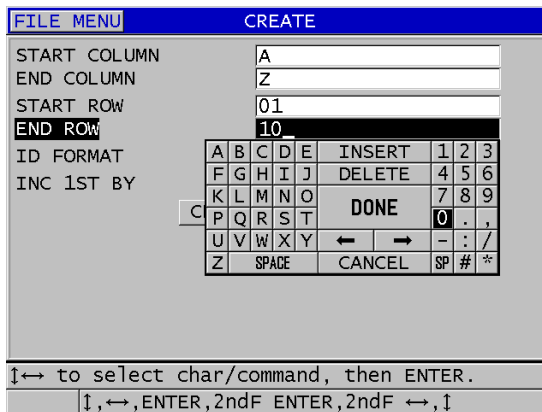 FILE MENU CREATE
START COLUMN A
END COLUMN Z
START ROW 01
END ROW 10_
ID FORMAT
INC 1ST BY
A B C D E INSERT 1 2 3
F G H I J DELETE 4 5 6
K L M N O DONE 7 8 9
P Q R S T 0 . ,
U V W X Y ← → - : /
Z SPACE CANCEL SP # *
↕↔ to select char/command, then ENTER.
↕,↔,ENTER,2ndF ENTER,2ndF ↔,↕